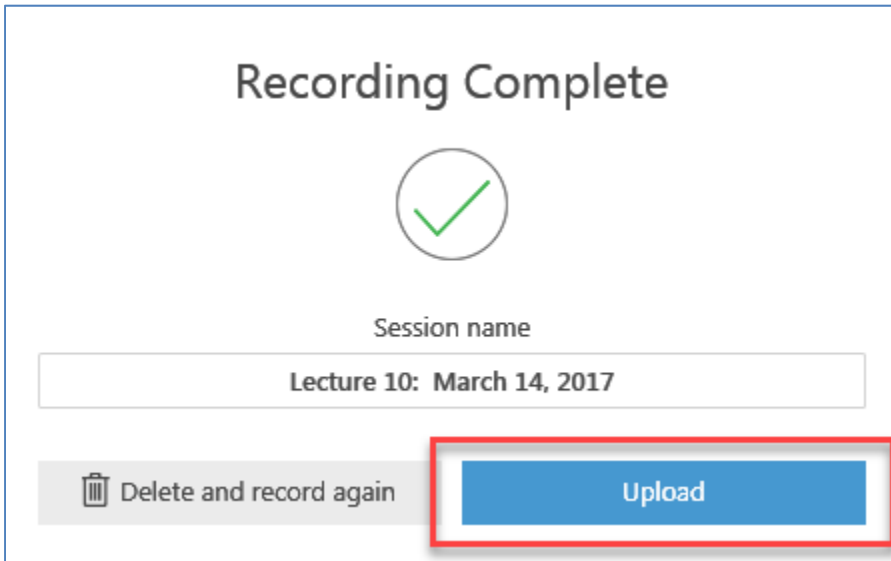 Recording Complete
Session name
Lecture 10:  March 14, 2017
Delete and record again
Upload